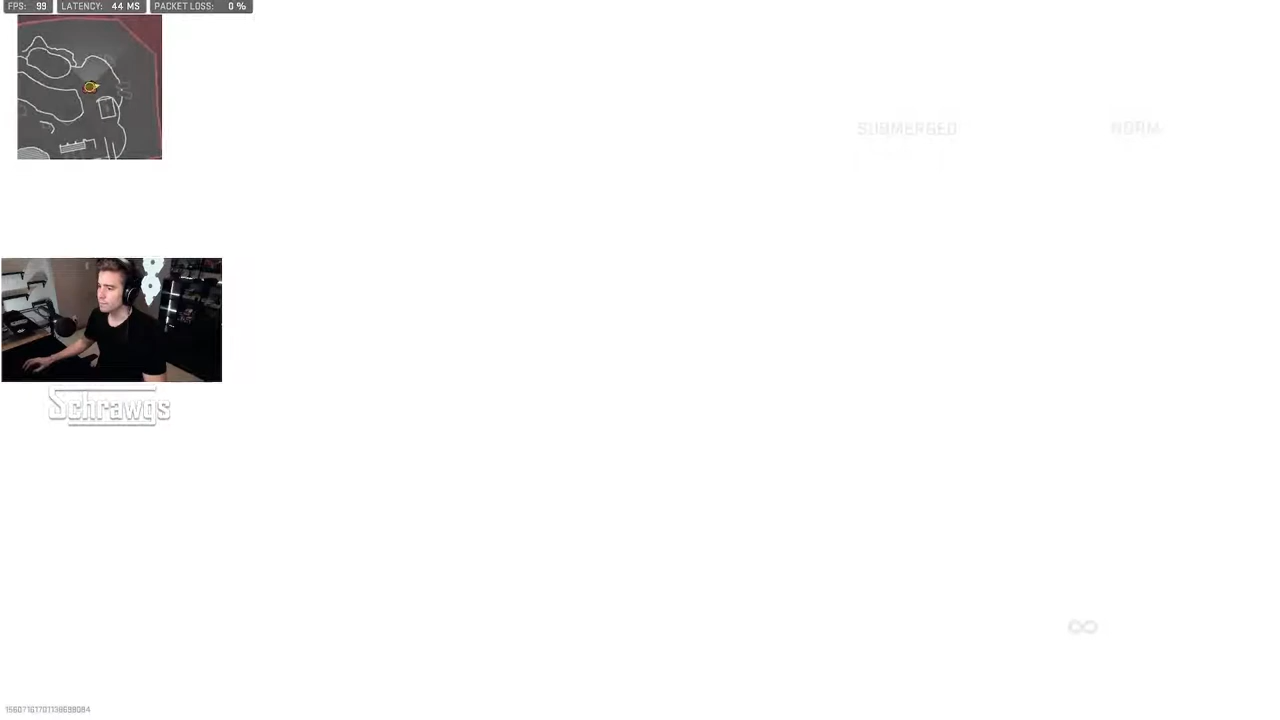 FPS: 99 LATENCY: 44 MS PACKET LOSS: 0 %
SUBMERGED NORM
Schrawgs
∞